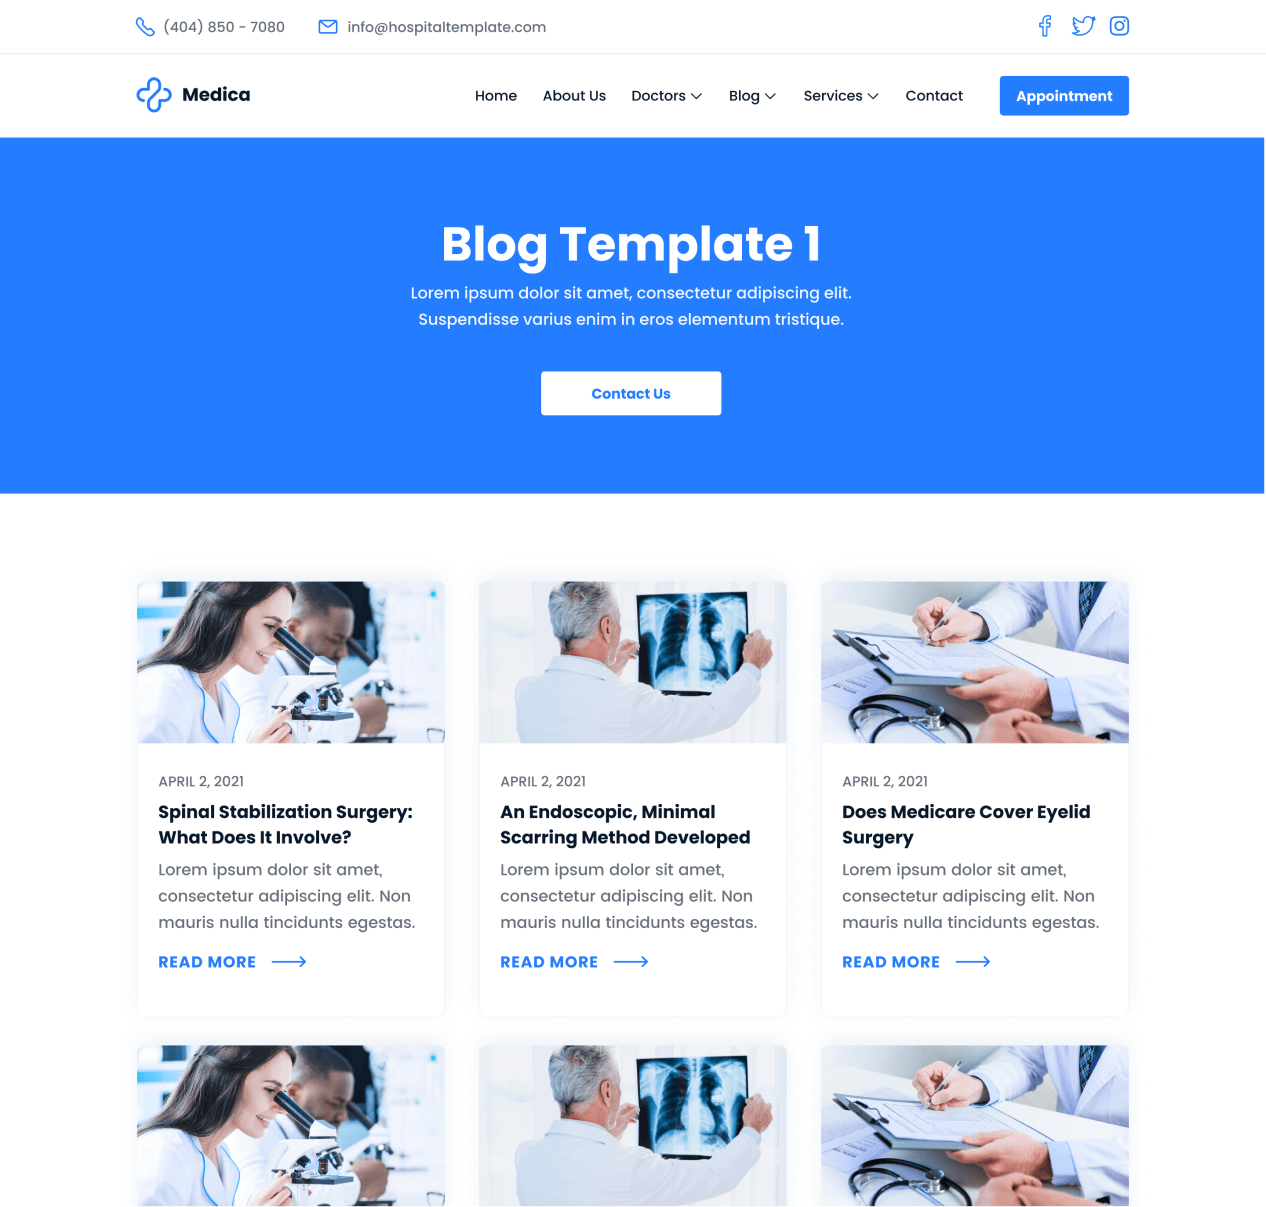 (404) 850 - 7080 info@hospitaltemplate.com
Medica Home About Us Doctors Blog Services Contact Appointment
Blog Template 1
Lorem ipsum dolor sit amet, consectetur adipiscing elit.
Suspendisse varius enim in eros elementum tristique.
Contact Us
APRIL 2, 2021
Spinal Stabilization Surgery:
What Does It Involve?
Lorem ipsum dolor sit amet,
consectetur adipiscing elit. Non
mauris nulla tincidunts egestas.
READ MORE
APRIL 2, 2021
An Endoscopic, Minimal
Scarring Method Developed
Lorem ipsum dolor sit amet,
consectetur adipiscing elit. Non
mauris nulla tincidunts egestas.
READ MORE
APRIL 2, 2021
Does Medicare Cover Eyelid
Surgery
Lorem ipsum dolor sit amet,
consectetur adipiscing elit. Non
mauris nulla tincidunts egestas.
READ MORE